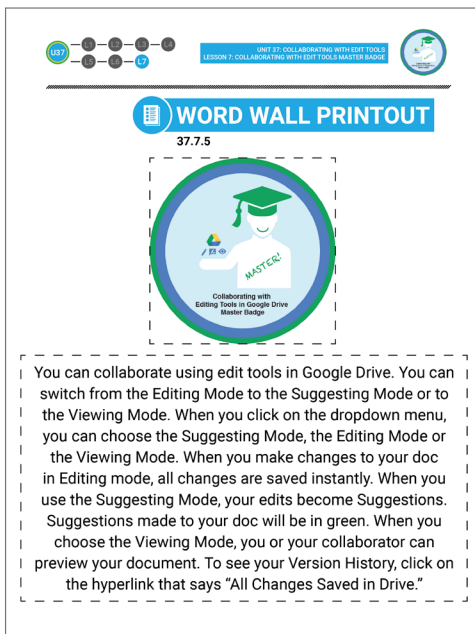 U37
L1
L2
L3
L4
L5
L6
L7
UNIT 37: COLLABORATING WITH EDIT TOOLS
LESSON 7: COLLABORATING WITH EDIT TOOLS MASTER BADGE
WORD WALL PRINTOUT
37.7.5
MASTER!
Collaborating with
Editing Tools in Google Drive
Master Badge
You can collaborate using edit tools in Google Drive. You can
switch from the Editing Mode to the Suggesting Mode or to
the Viewing Mode. When you click on the dropdown menu,
you can choose the Suggesting Mode, the Editing Mode or
the Viewing Mode. When you make changes to your doc
in Editing mode, all changes are saved instantly. When you
use the Suggesting Mode, your edits become Suggestions.
Suggestions made to your doc will be in green. When you
choose the Viewing Mode, you or your collaborator can
preview your document. To see your Version History, click on
the hyperlink that says “All Changes Saved in Drive.”